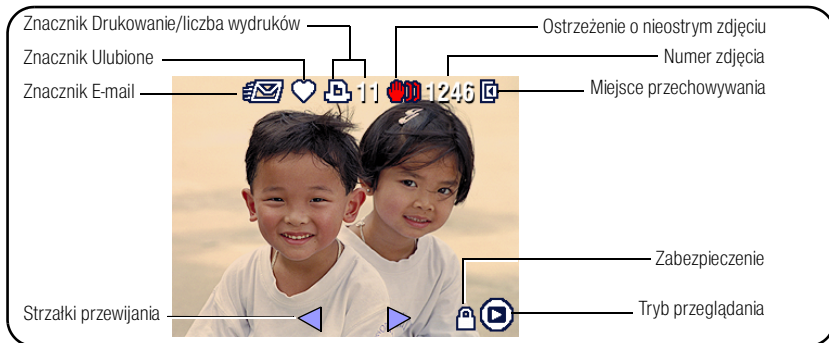 Znacznik Drukowanie/liczba wydruków
Znacznik Ulubione
Znacznik E-mail
Ostrzeżenie o nieostrym zdjęciu
Numer zdjęcia
Miejsce przechowywania
11 1246
Zabezpieczenie
Strzałki przewijania
Tryb przeglądania